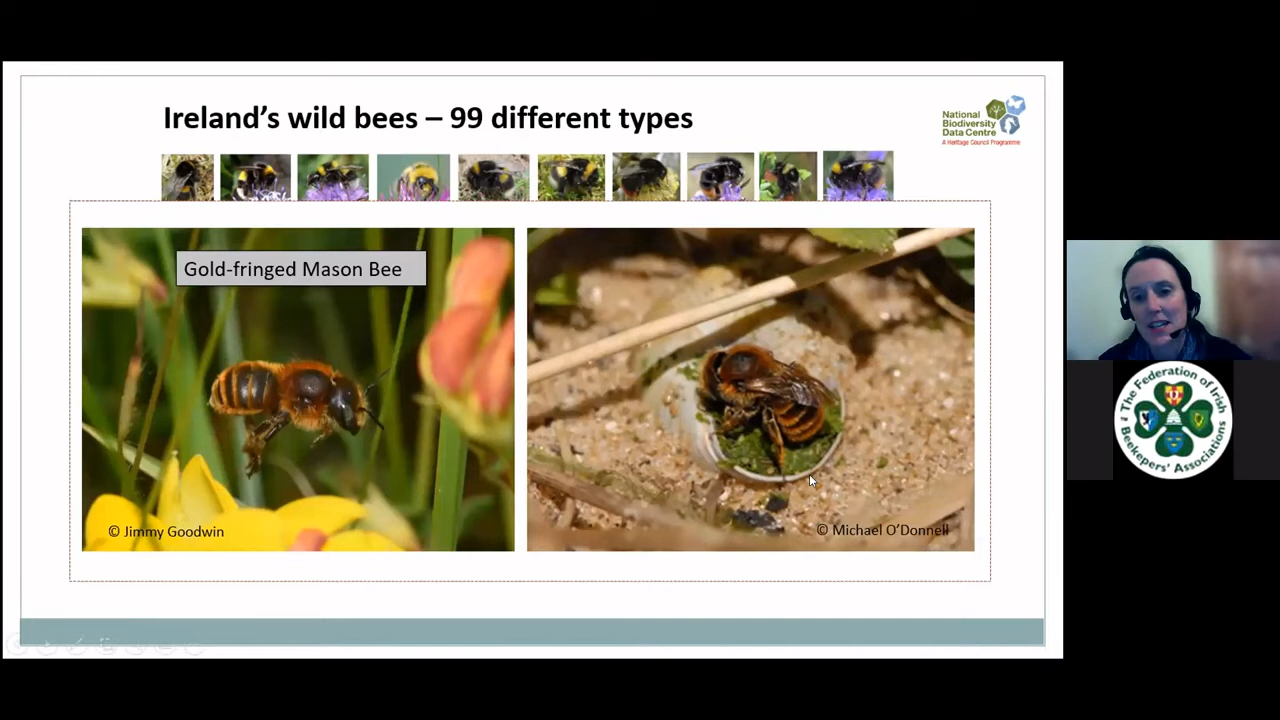 Ireland's wild bees – 99 different types
National
Biodiversity
Data Centre
A Heritage Council Programme
Gold-fringed Mason Bee
© Jimmy Goodwin
© Michael O'Donnell
The Federation of Irish
Beekepers' Associations